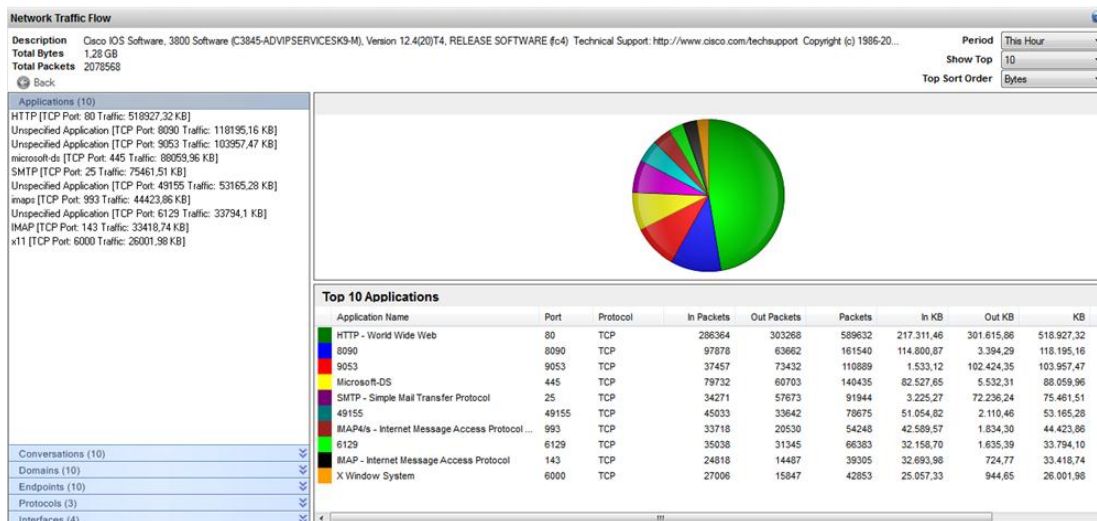 Network Traffic Flow
Description Cisco IOS Software, 3800 Software (C3845-ADVIPSERVICESK9-M), Version 12.4(20)T4, RELEASE SOFTWARE (fc4) Technical Support: http://www.cisco.com/techsupport Copyright (c) 1986-20...
Total Bytes 1,28 GB
Total Packets 2078568
Back
Period This Hour
Show Top 10
Top Sort Order Bytes
Applications (10)
HTTP [TCP Port: 80 Traffic: 518927,32 KB]
Unspecified Application [TCP Port: 8090 Traffic: 118195,16 KB]
Unspecified Application [TCP Port: 9053 Traffic: 103957,47 KB]
microsoft-ds [TCP Port: 445 Traffic: 88059,96 KB]
SMTP [TCP Port: 25 Traffic: 75461,51 KB]
Unspecified Application [TCP Port: 49155 Traffic: 53165,28 KB]
imaps [TCP Port: 993 Traffic: 44423,86 KB]
Unspecified Application [TCP Port: 6129 Traffic: 33794,1 KB]
IMAP [TCP Port: 143 Traffic: 33418,74 KB]
x11 [TCP Port: 6000 Traffic: 26001,98 KB]
Conversations (10)
Domains (10)
Endpoints (10)
Protocols (3)
Interfaces (4)
Top 10 Applications
Application Name Port Protocol In Packets Out Packets Packets In KB Out KB KB
HTTP - World Wide Web 80 TCP 286364 303268 589632 217.311,46 301.615,86 518.927,32
8090 8090 TCP 97878 63662 161540 114.800,87 3.394,29 118.195,16
9053 9053 TCP 37457 73432 110889 1.533,12 102.424,35 103.957,47
Microsoft-DS 445 TCP 79732 60703 140435 82.527,65 5.532,31 88.059,96
SMTP - Simple Mail Transfer Protocol 25 TCP 34271 57673 91944 3.225,27 72.236,24 75.461,51
49155 49155 TCP 45033 33642 78675 51.054,82 2.110,46 53.165,28
IMAP4/s - Internet Message Access Protocol ... 993 TCP 33718 20530 54248 42.589,57 1.834,30 44.423,86
6129 6129 TCP 35038 31345 66383 32.158,70 1.635,39 33.794,10
IMAP - Internet Message Access Protocol 143 TCP 24818 14487 39305 32.693,98 724,77 33.418,74
X Window System 6000 TCP 27006 15847 42853 25.057,33 944,65 26.001,98